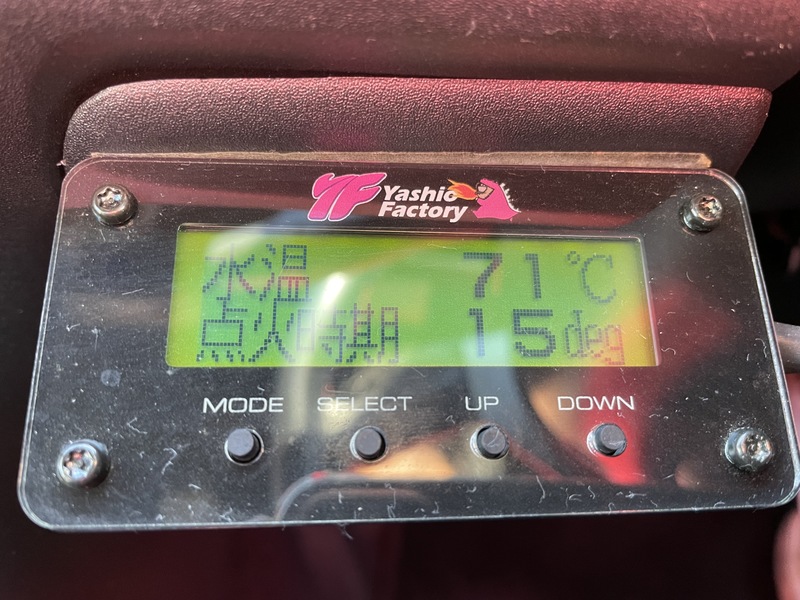 YF Yashio
Factory
水温 71℃
点火時期 15deg
MODE SELECT UP DOWN